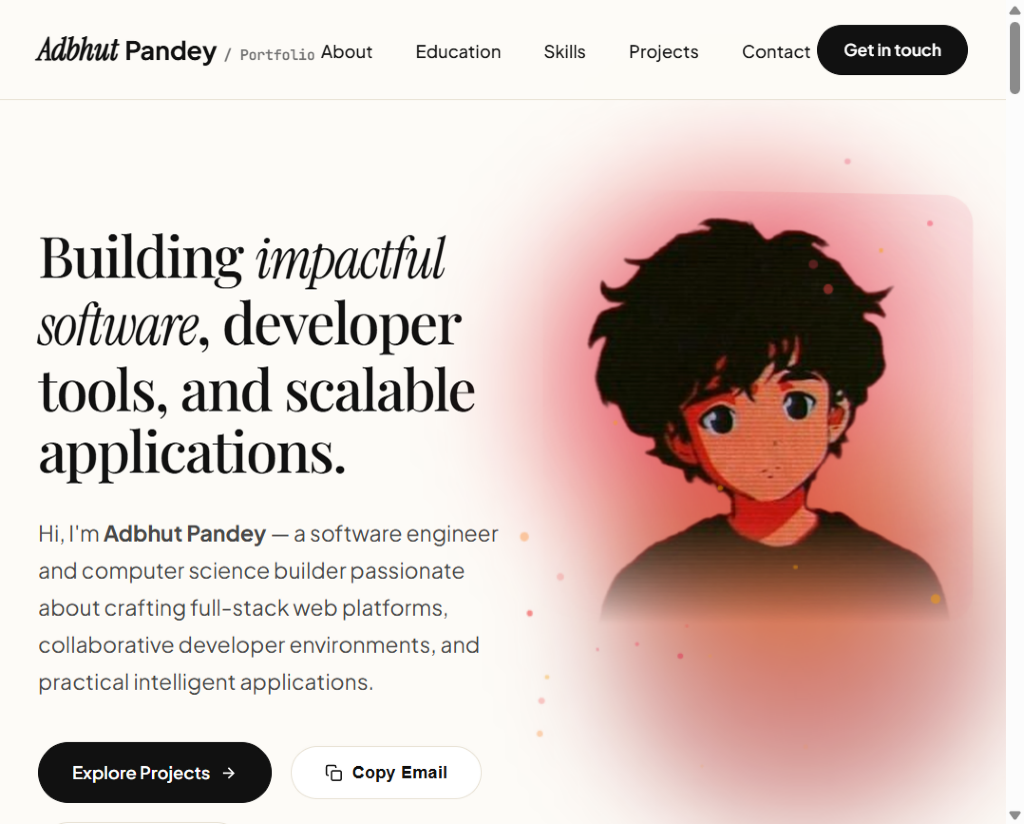 Adbhut Pandey / Portfolio About Education Skills Projects Contact Get in touch
Building impactful
software, developer
tools, and scalable
applications.
Hi, I'm Adbhut Pandey — a software engineer
and computer science builder passionate
about crafting full-stack web platforms,
collaborative developer environments, and
practical intelligent applications.
Explore Projects → Copy Email